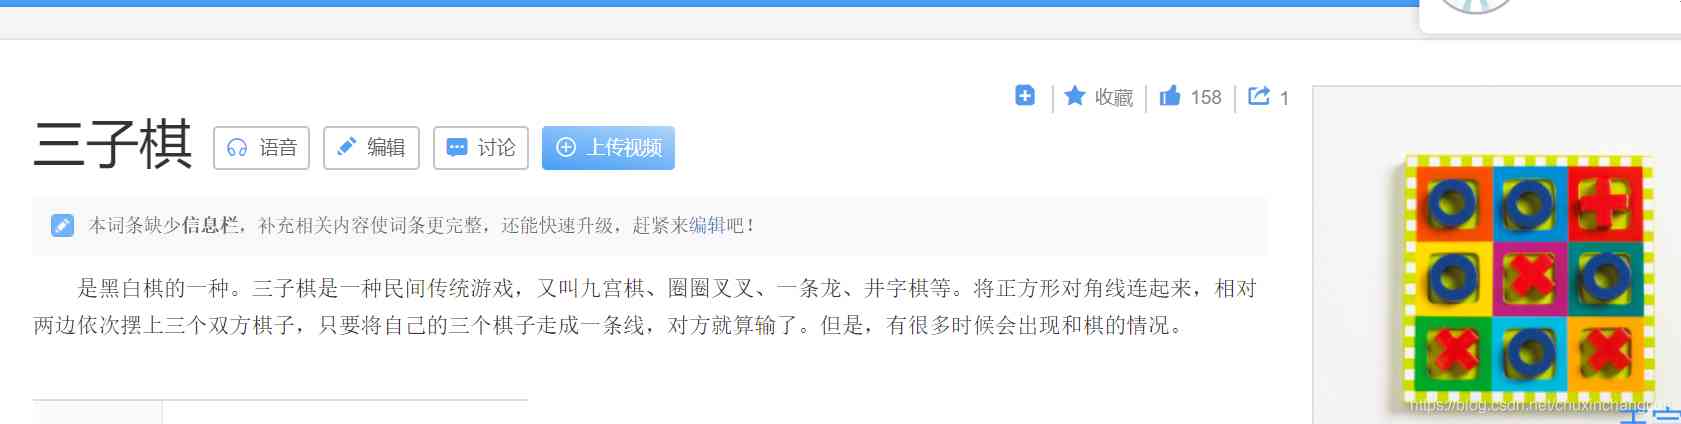 收藏 158 1
三子棋 语音 编辑 讨论 上传视频
本词条缺少信息栏，补充相关内容使词条更完整，还能快速升级，赶紧来编辑吧！
是黑白棋的一种。三子棋是一种民间传统游戏，又叫九宫棋、圈圈叉叉、一条龙、井字棋等。将正方形对角线连起来，相对
两边依次摆上三个双方棋子，只要将自己的三个棋子走成一条线，对方就算输了。但是，有很多时候会出现和棋的情况。